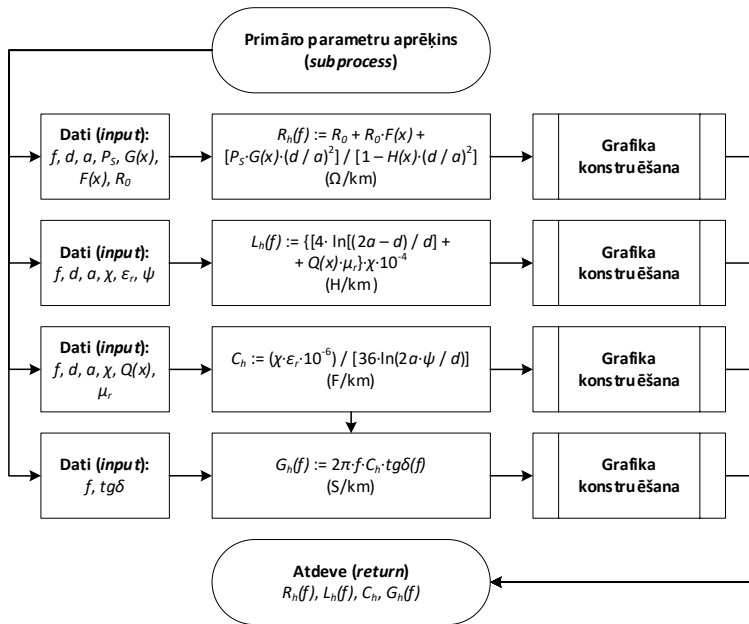 Primāro parametru aprēķins
(subprocess)
Dati (input):
f, d, a, P_S, G(x),
F(x), R_0
R_h(f) := R_0 + R_0·F(x) +
[P_S·G(x)·(d / a)^2] / [1 – H(x)·(d / a)^2]
(Ω/km)
Grafika
konstruēšana
Dati (input):
f, d, a, χ, ε_r, ψ
L_h(f) := {[4· ln[(2a – d) / d] +
+ Q(x)·μ_r}·χ·10^-4
(H/km)
Grafika
konstruēšana
Dati (input):
f, d, a, χ, Q(x),
μ_r
C_h := (χ·ε_r·10^-6) / [36·ln(2a·ψ / d)]
(F/km)
Grafika
konstruēšana
Dati (input):
f, tgδ
G_h(f) := 2π·f·C_h·tgδ(f)
(S/km)
Grafika
konstruēšana
Atdeve (return)
R_h(f), L_h(f), C_h, G_h(f)